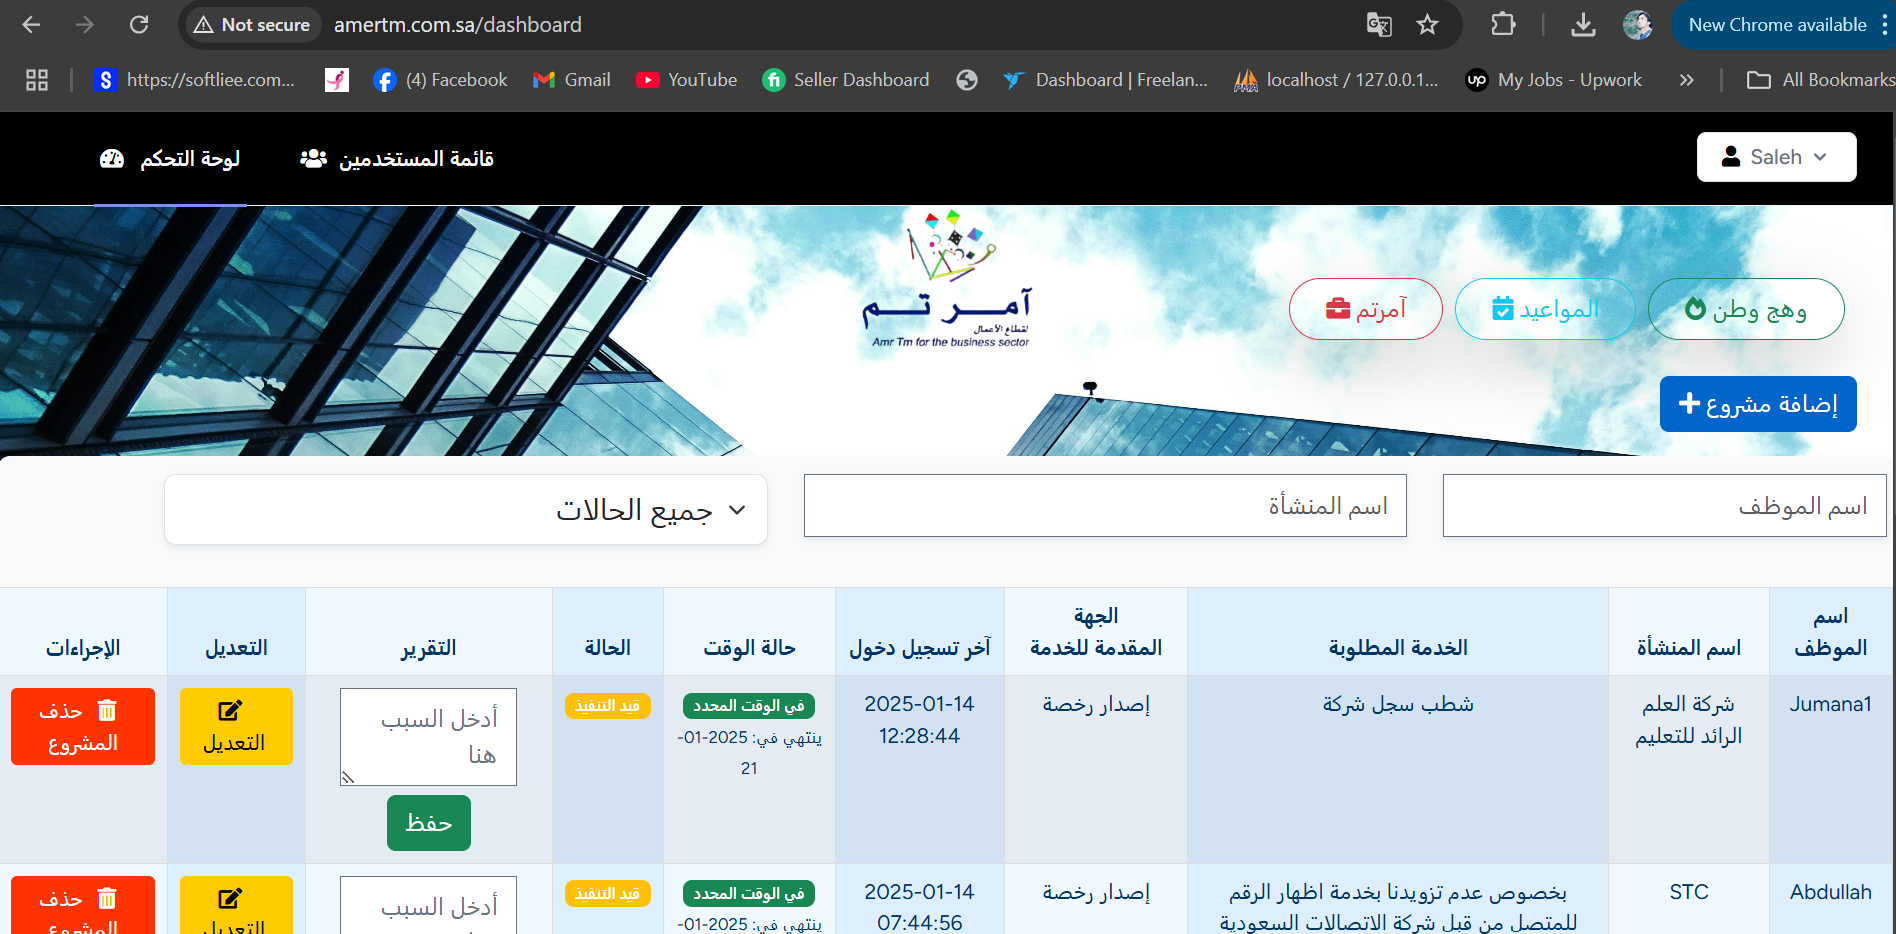 Not secure
amertm.com.sa/dashboard
New Chrome available
https://softliee.com...
(4) Facebook
Gmail
YouTube
Seller Dashboard
Dashboard | Freelan...
localhost / 127.0.0.1...
My Jobs - Upwork
All Bookmarks
لوحة التحكم
قائمة المستخدمين
Saleh
آمر تم
لقطاع الأعمال
Amr Tm for the business sector
وهج وطن
المواعيد
آمرتم
إضافة مشروع
اسم الموظف
اسم المنشأة
جميع الحالات
اسم الموظف
اسم المنشأة
الخدمة المطلوبة
الجهة المقدمة للخدمة
آخر تسجيل دخول
حالة الوقت
الحالة
التقرير
التعديل
الإجراءات
Jumana1
شركة العلم
الرائد للتعليم
شطب سجل شركة
إصدار رخصة
2025-01-14
12:28:44
في الوقت المحدد
ينتهي في: 2025-01-
21
قيد التنفيذ
أدخل السبب
هنا
حفظ
التعديل
حذف
المشروع
Abdullah
STC
بخصوص عدم تزويدنا بخدمة اظهار الرقم
للمتصل من قبل شركة الاتصالات السعودية
إصدار رخصة
2025-01-14
07:44:56
في الوقت المحدد
ينتهي في: 2025-01-
قيد التنفيذ
أدخل السبب
التعديل
حذف
المشروع